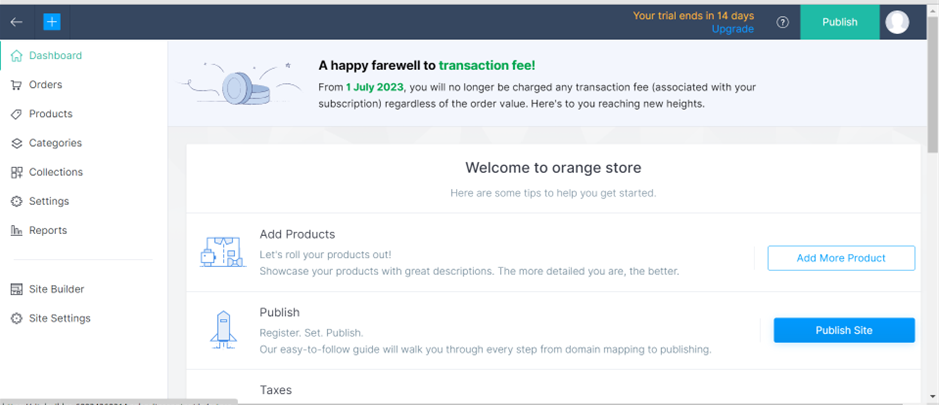 Your trial ends in 14 days
Upgrade
Publish
Dashboard
Orders
Products
Categories
Collections
Settings
Reports
Site Builder
Site Settings
A happy farewell to transaction fee!
From 1 July 2023, you will no longer be charged any transaction fee (associated with your
subscription) regardless of the order value. Here's to you reaching new heights.
Welcome to orange store
Here are some tips to help you get started.
Add Products
Let's roll your products out!
Showcase your products with great descriptions. The more detailed you are, the better.
Add More Product
Publish
Register. Set. Publish.
Our easy-to-follow guide will walk you through every step from domain mapping to publishing.
Publish Site
Taxes